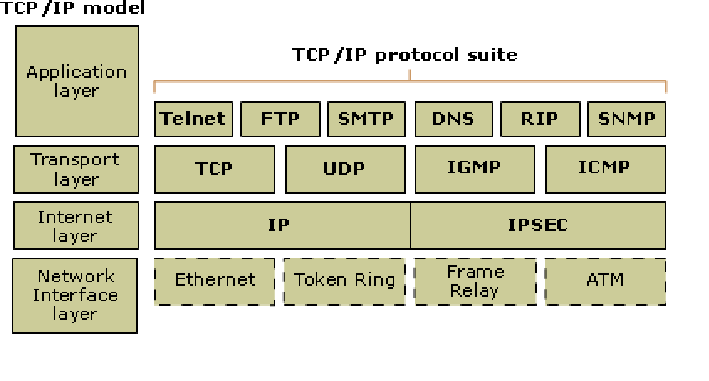 TCP/IP model
TCP/IP protocol suite
Application
layer
Telnet FTP SMTP DNS RIP SNMP
Transport
layer
TCP UDP IGMP ICMP
Internet
layer
IP IPSEC
Network
Interface
layer
Ethernet Token Ring Frame
Relay ATM